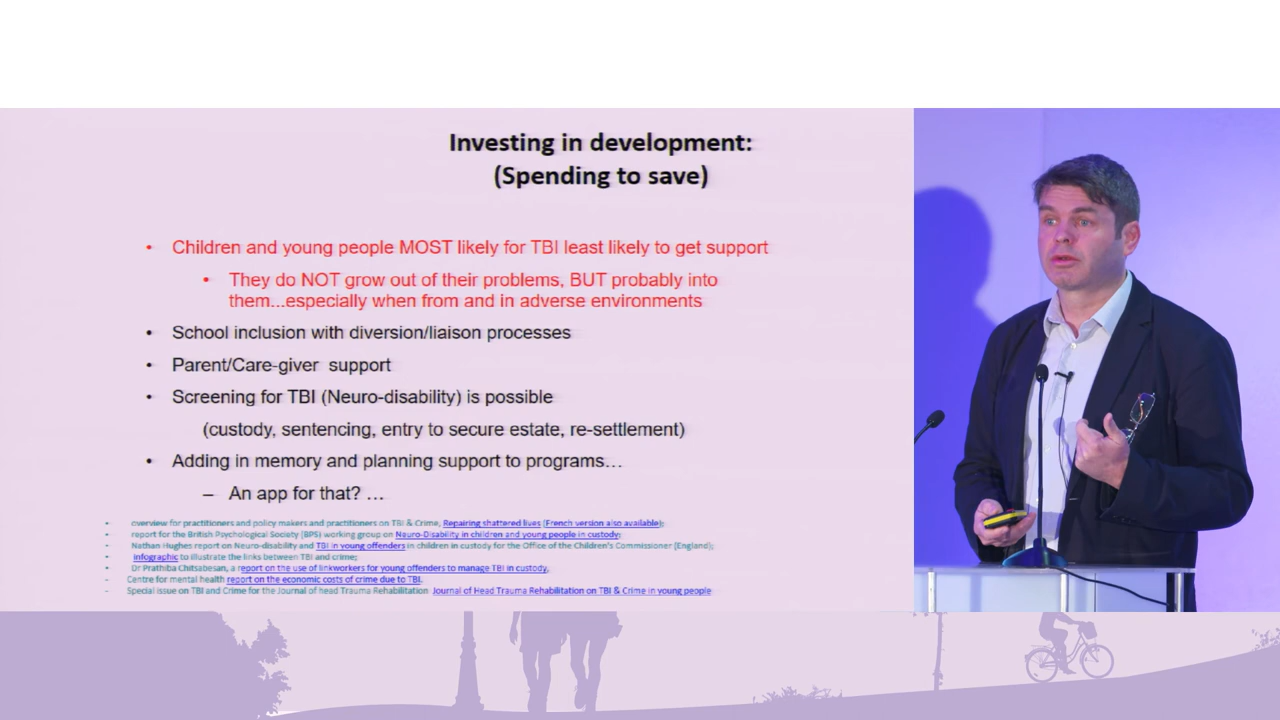 Investing in development:
(Spending to save)
• Children and young people MOST likely for TBI least likely to get support
• They do NOT grow out of their problems, BUT probably into
them...especially when from and in adverse environments
• School inclusion with diversion/liaison processes
• Parent/Care-giver support
• Screening for TBI (Neuro-disability) is possible
(custody, sentencing, entry to secure estate, re-settlement)
• Adding in memory and planning support to programs…
– An app for that? …
• overview for practitioners and policy makers and practitioners on TBI & Crime, Repairing shattered lives (French version also available);
• report for the British Psychological Society (BPS) working group on Neuro-Disability in children and young people in custody;
• Nathan Hughes report on Neuro-disability and TBI in young offenders in children in custody for the Office of the Children's Commissioner (England);
• infographic to illustrate the links between TBI and crime;
• Dr Prathiba Chitsabesan, a report on the use of linkworkers for young offenders to manage TBI in custody,
- Centre for mental health report on the economic costs of crime due to TBI.
- Special issue on TBI and Crime for the Journal of head Trauma Rehabilitation Journal of Head Trauma Rehabilitation on TBI & Crime in young people